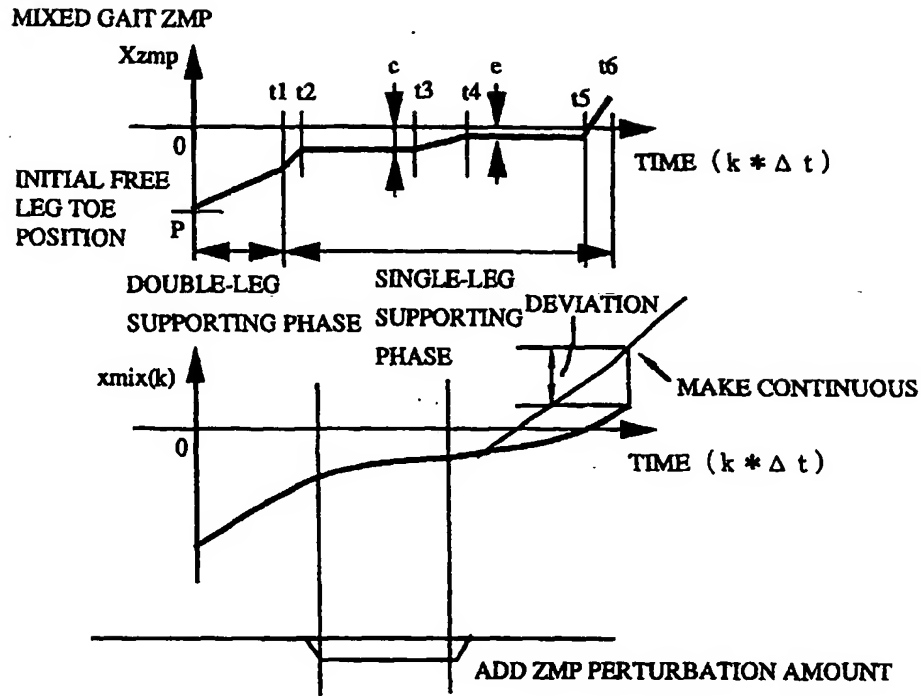 MIXED GAIT ZMP
Xzmp
t1 t2
c
t3
t4
e
t5
t6
0
TIME (k * Δ t)
INITIAL FREE
LEG TOE
POSITION
P
DOUBLE-LEG
SUPPORTING PHASE
SINGLE-LEG
SUPPORTING
PHASE
DEVIATION
xmix(k)
MAKE CONTINUOUS
0
TIME (k * Δ t)
ADD ZMP PERTURBATION AMOUNT